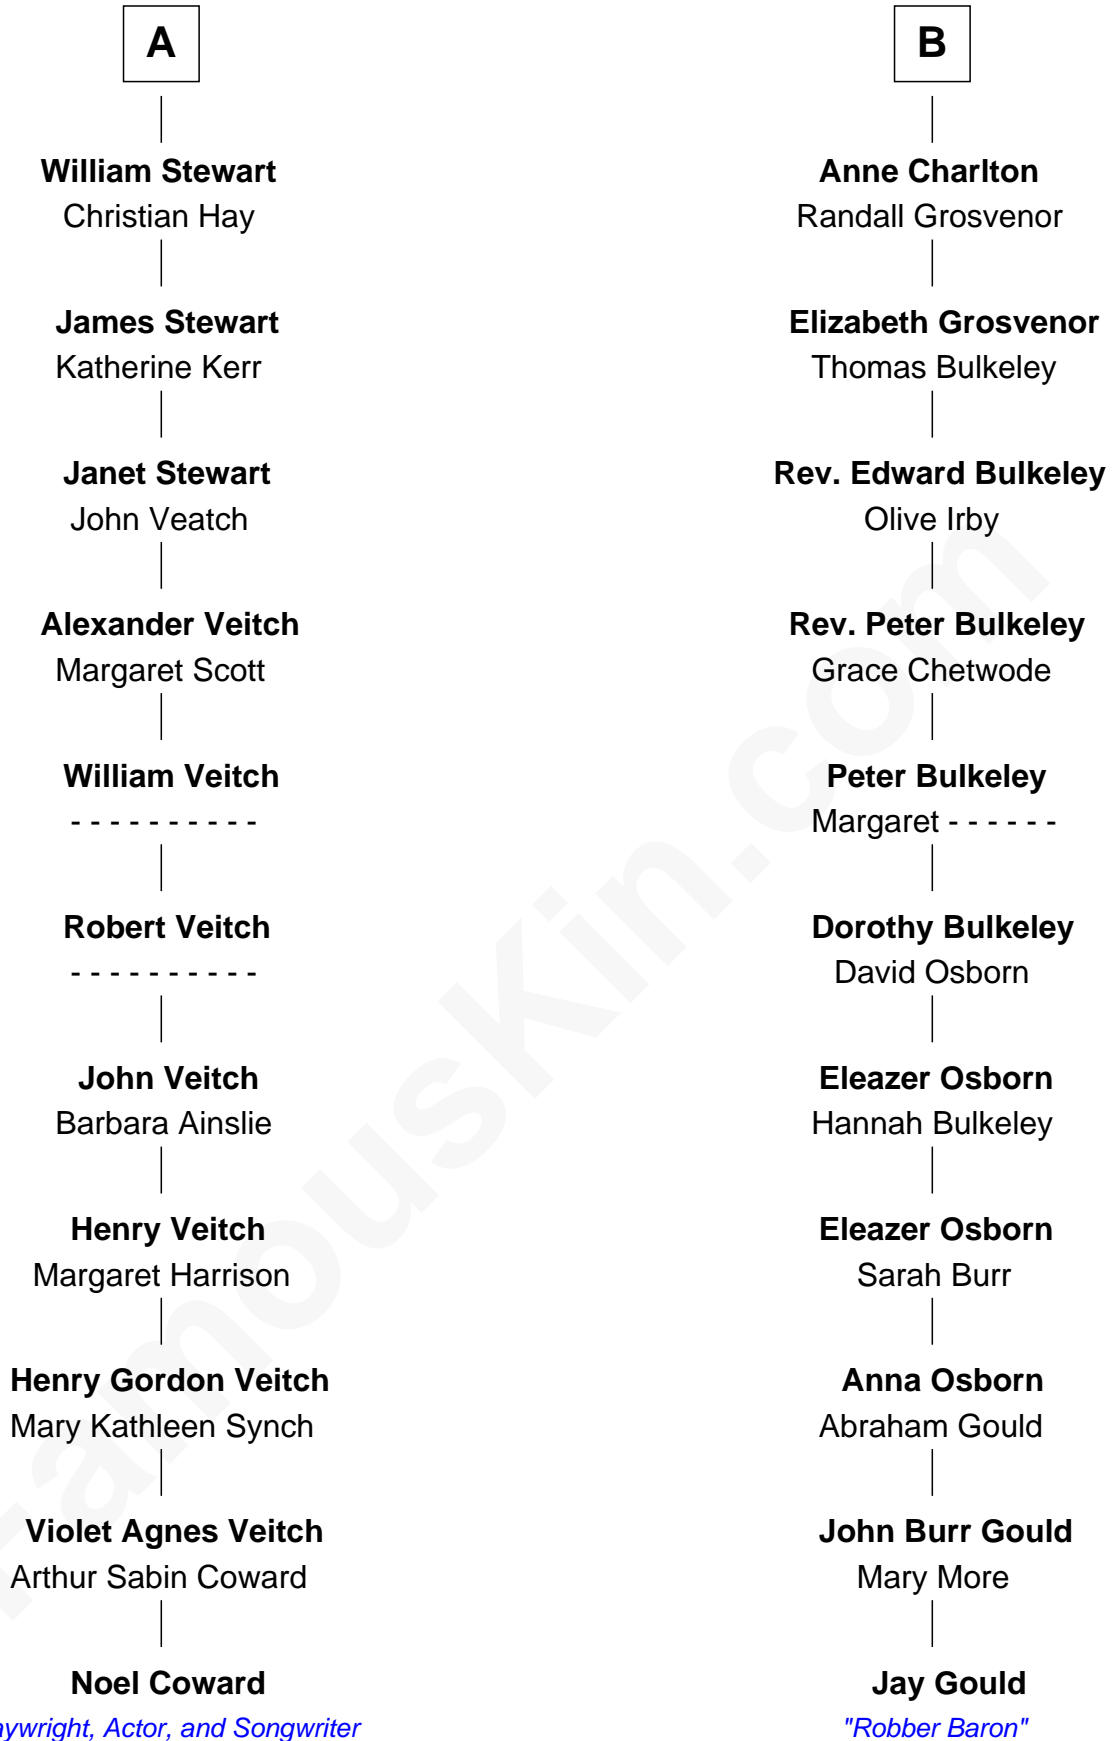 A
William Stewart
Christian Hay
James Stewart
Katherine Kerr
Janet Stewart
John Veatch
Alexander Veitch
Margaret Scott
William Veitch
- - - - - - - - - -
Robert Veitch
- - - - - - - - - -
John Veitch
Barbara Ainslie
Henry Veitch
Margaret Harrison
Henry Gordon Veitch
Mary Kathleen Synch
Violet Agnes Veitch
Arthur Sabin Coward
Noel Coward
aywright, Actor, and Songwriter
B
Anne Charlton
Randall Grosvenor
Elizabeth Grosvenor
Thomas Bulkeley
Rev. Edward Bulkeley
Olive Irby
Rev. Peter Bulkeley
Grace Chetwode
Peter Bulkeley
Margaret - - - - - -
Dorothy Bulkeley
David Osborn
Eleazer Osborn
Hannah Bulkeley
Eleazer Osborn
Sarah Burr
Anna Osborn
Abraham Gould
John Burr Gould
Mary More
Jay Gould
"Robber Baron"
FamousKin.com